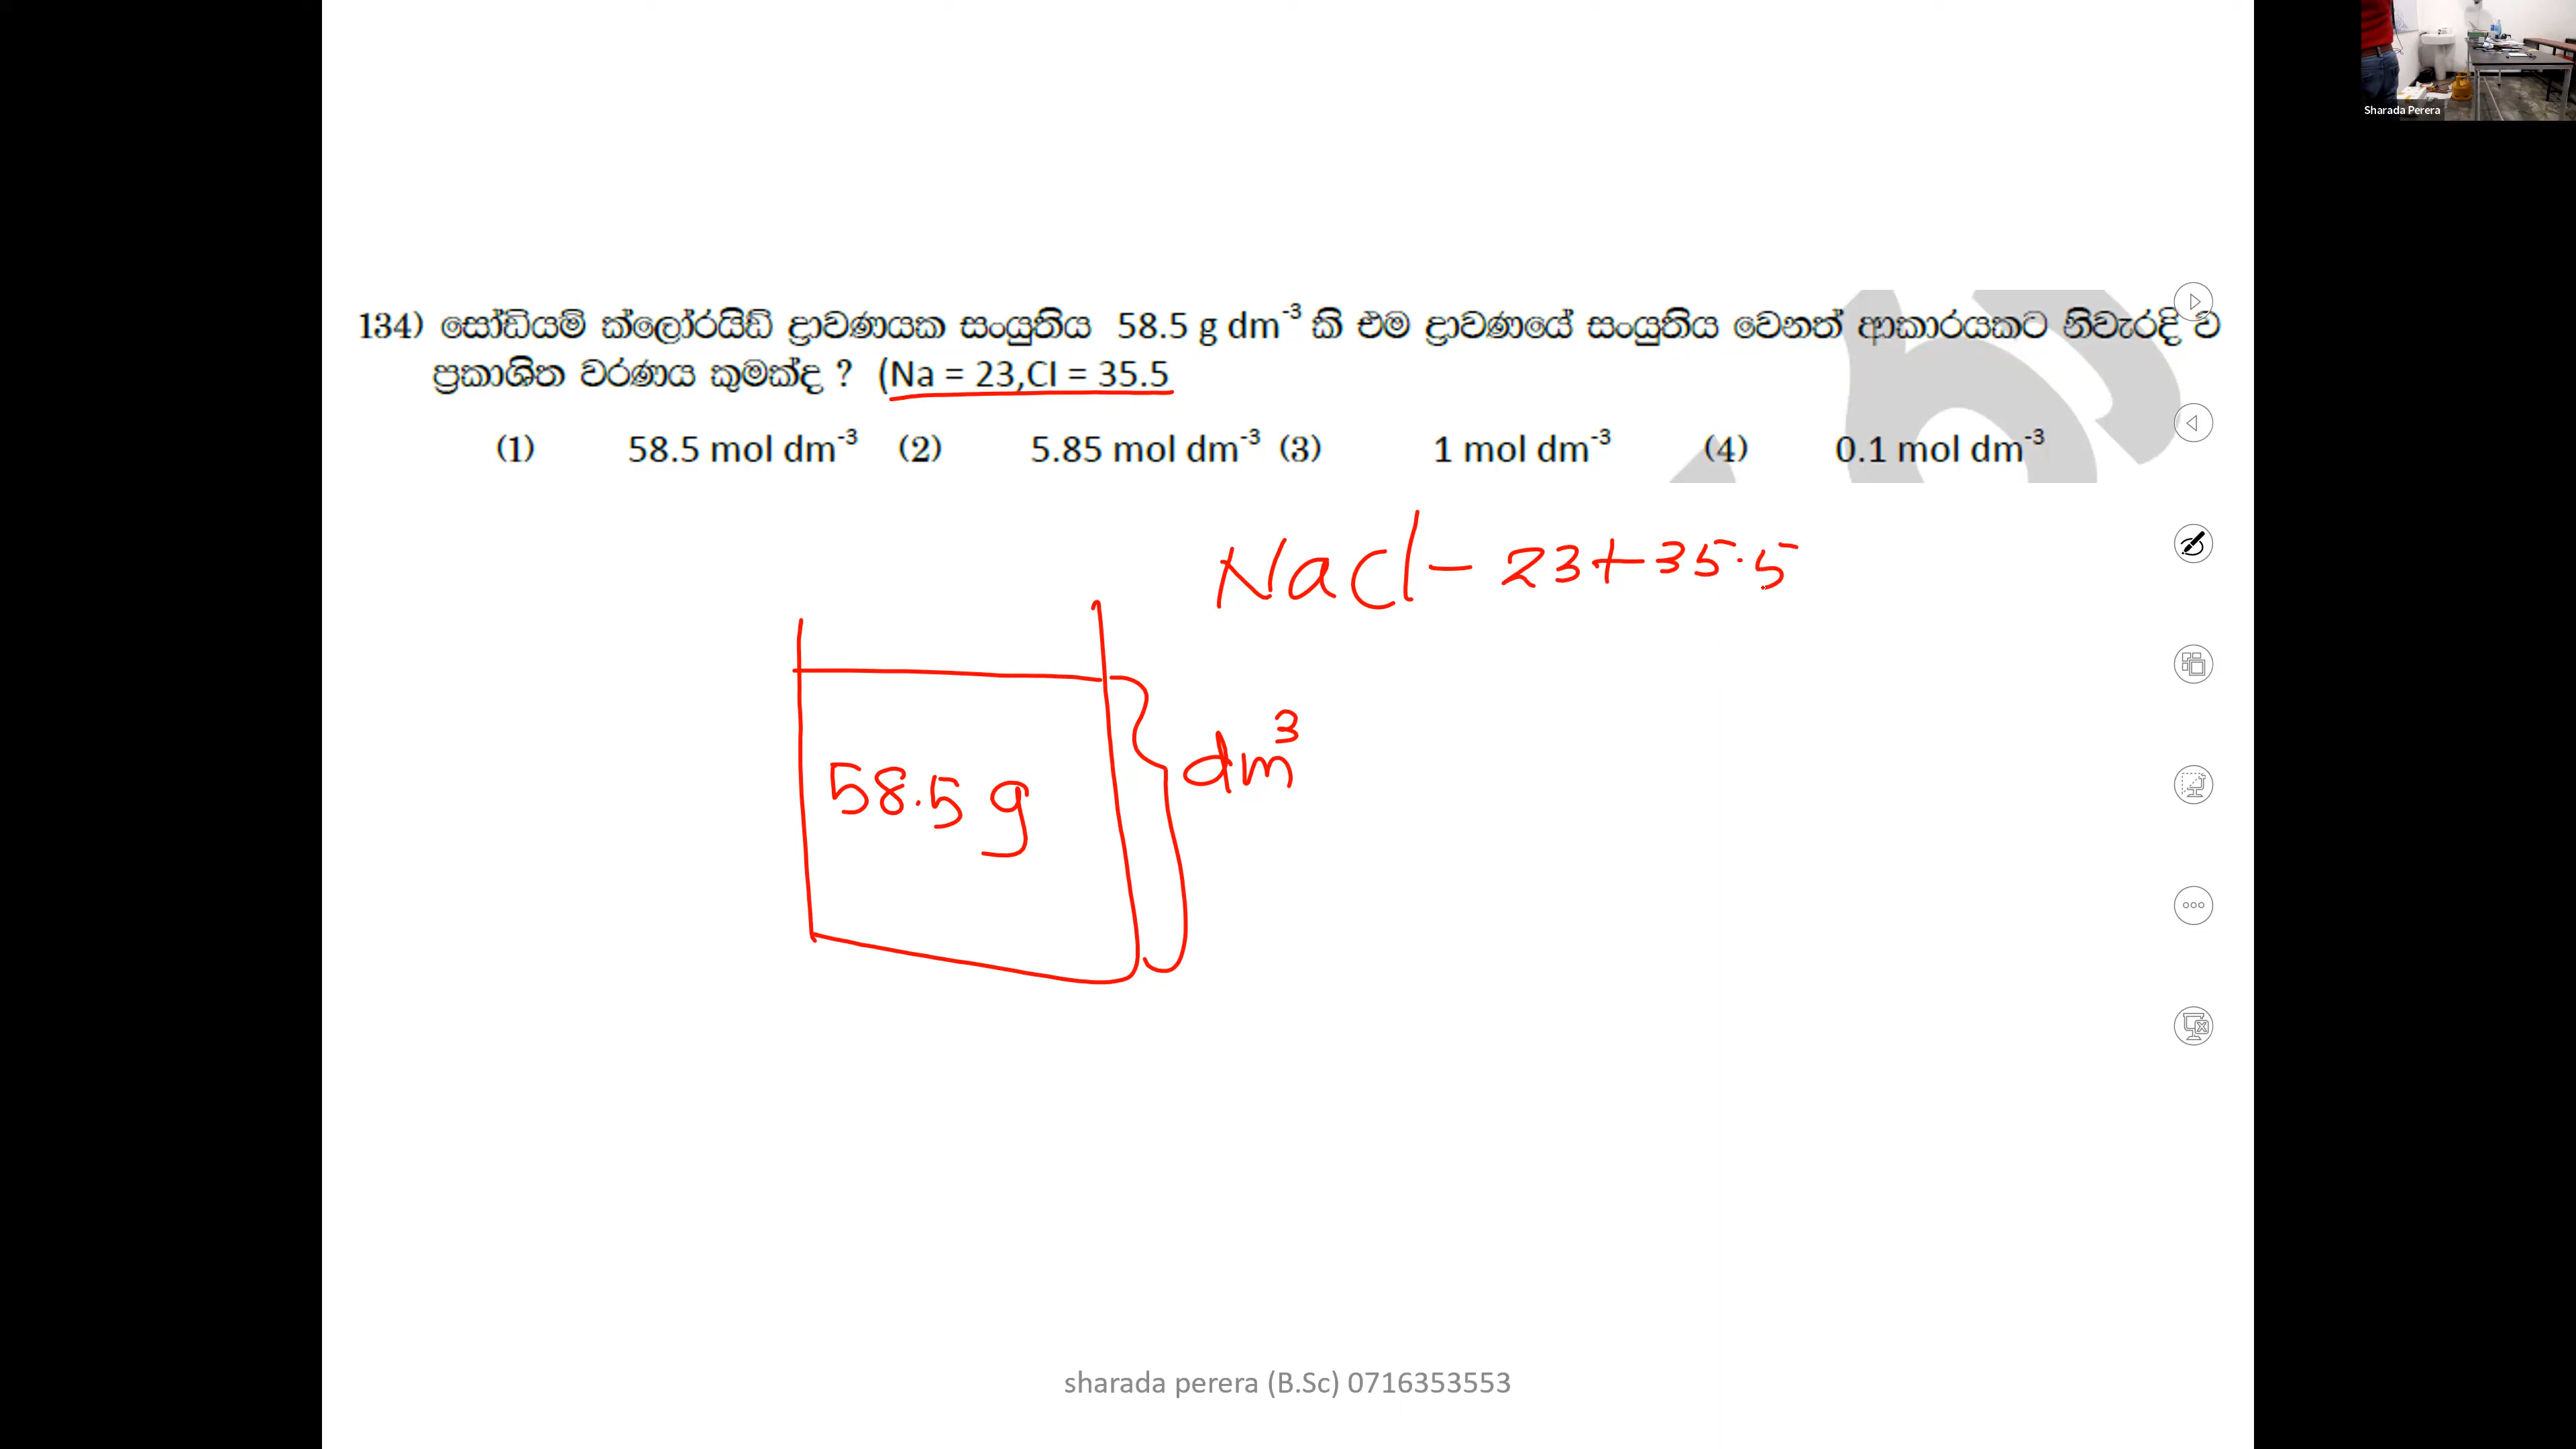 Sharada Perera
134) සෝඩියම් ක්ලෝරයිඩ් ද්‍රාවණයක සංයුතිය 58.5 g dm⁻³ කි එම ද්‍රාවණයේ සංයුතිය වෙනත් ආකාරයකට නිවැරදි ව
ප්‍රකාශිත වරණය කුමක්ද ? (Na = 23,Cl = 35.5
(1) 58.5 mol dm⁻³ (2) 5.85 mol dm⁻³ (3) 1 mol dm⁻³ (4) 0.1 mol dm⁻³
NaCl – 23+35.5
58.5 g
dm³
sharada perera (B.Sc) 0716353553